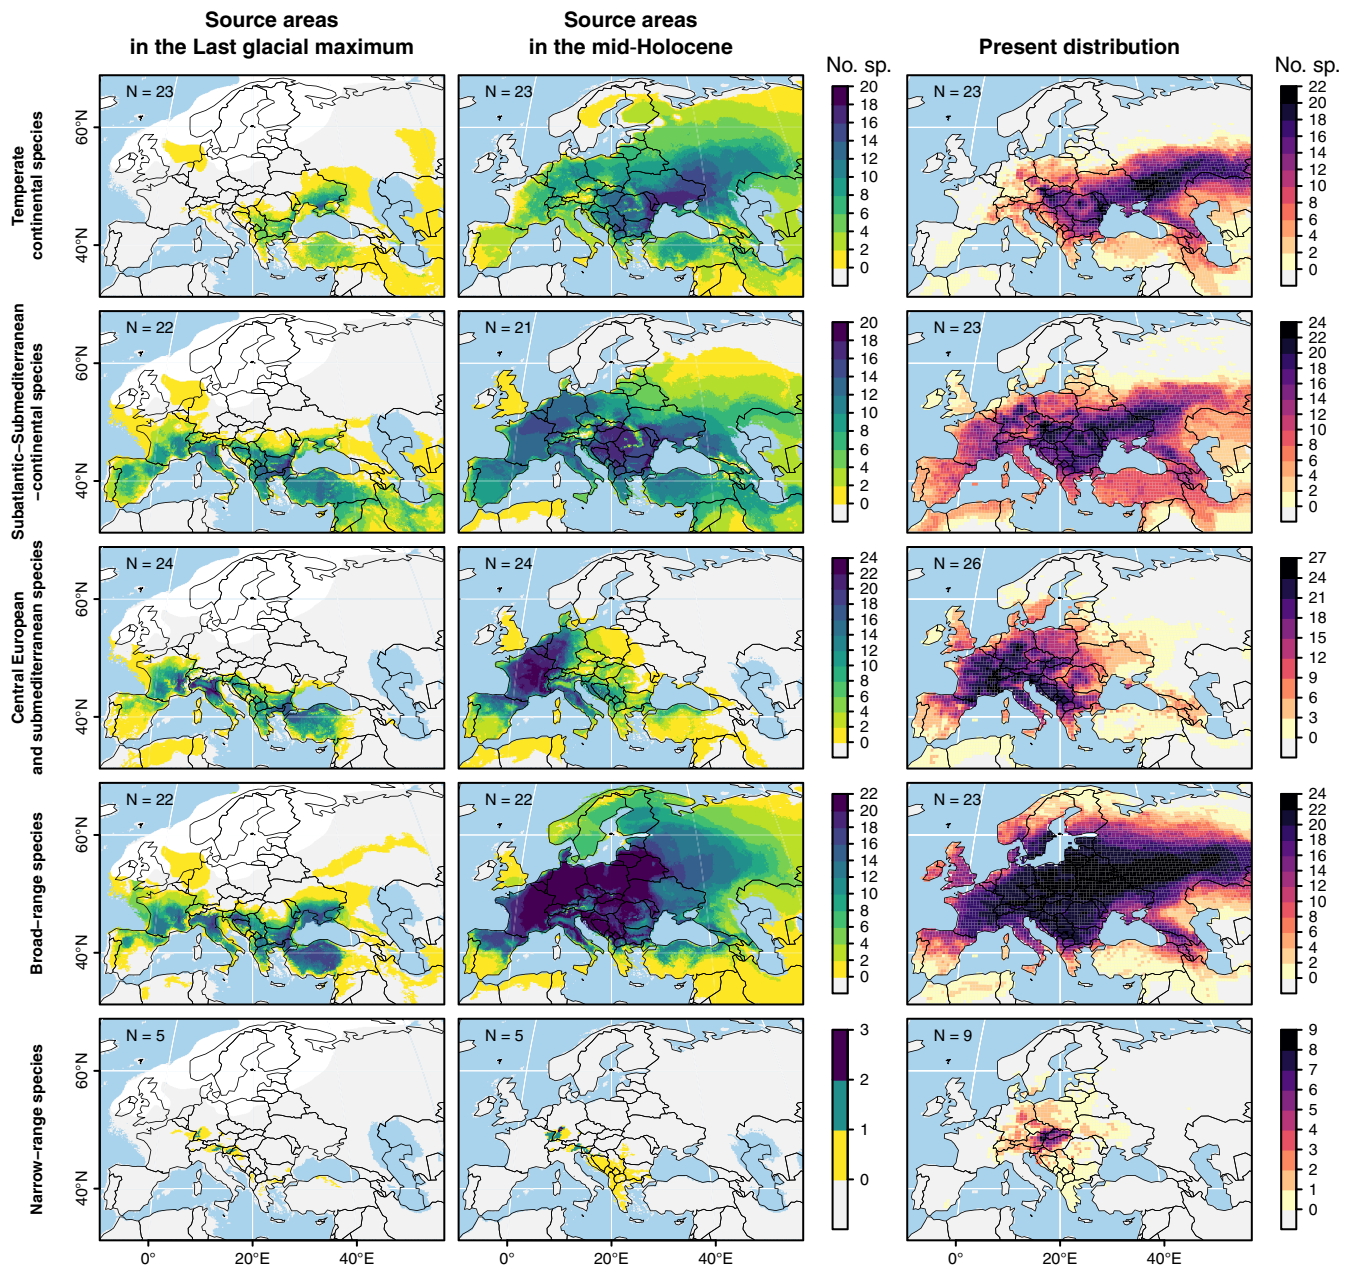 Source areas
in the Last glacial maximum
Source areas
in the mid-Holocene
Present distribution
No. sp.
No. sp.
Temperate
continental species
N = 23
N = 23
N = 23
60°N
40°N
20
18
16
14
12
10
8
6
4
2
0
22
20
18
16
14
12
10
8
6
4
2
0
Subatlantic–Submediterranean
–continental species
N = 22
N = 21
N = 23
60°N
40°N
20
18
16
14
12
10
8
6
4
2
0
24
22
20
18
16
14
12
10
8
6
4
2
0
Central European
and submediterranean species
N = 24
N = 24
N = 26
60°N
40°N
24
22
20
18
16
14
12
10
8
6
4
2
0
27
24
21
18
15
12
9
6
3
0
Broad–range species
N = 22
N = 22
N = 23
60°N
40°N
22
20
18
16
14
12
10
8
6
4
2
0
24
22
20
18
16
14
12
10
8
6
4
2
0
Narrow–range species
N = 5
N = 5
N = 9
60°N
40°N
3
2
1
0
9
8
7
6
5
4
3
2
1
0
0°
20°E
40°E
0°
20°E
40°E
0°
20°E
40°E